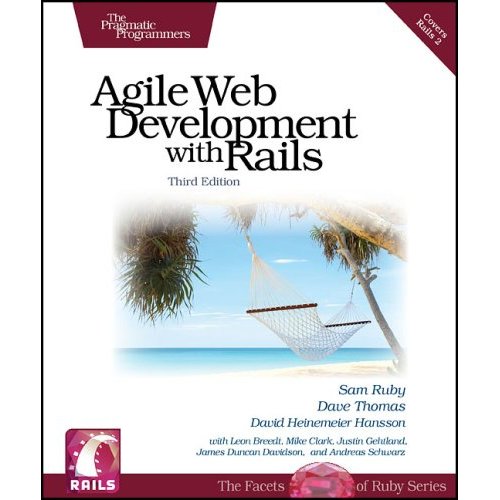 The
Pragmatic
Programmers
Covers
Rails 2
Agile Web
Development
with Rails
Third Edition
Sam Ruby
Dave Thomas
David Heinemeier Hansson
with Leon Breedt, Mike Clark, Justin Gehtland,
James Duncan Davidson, and Andreas Schwarz
RAILS
The Facets of Ruby Series